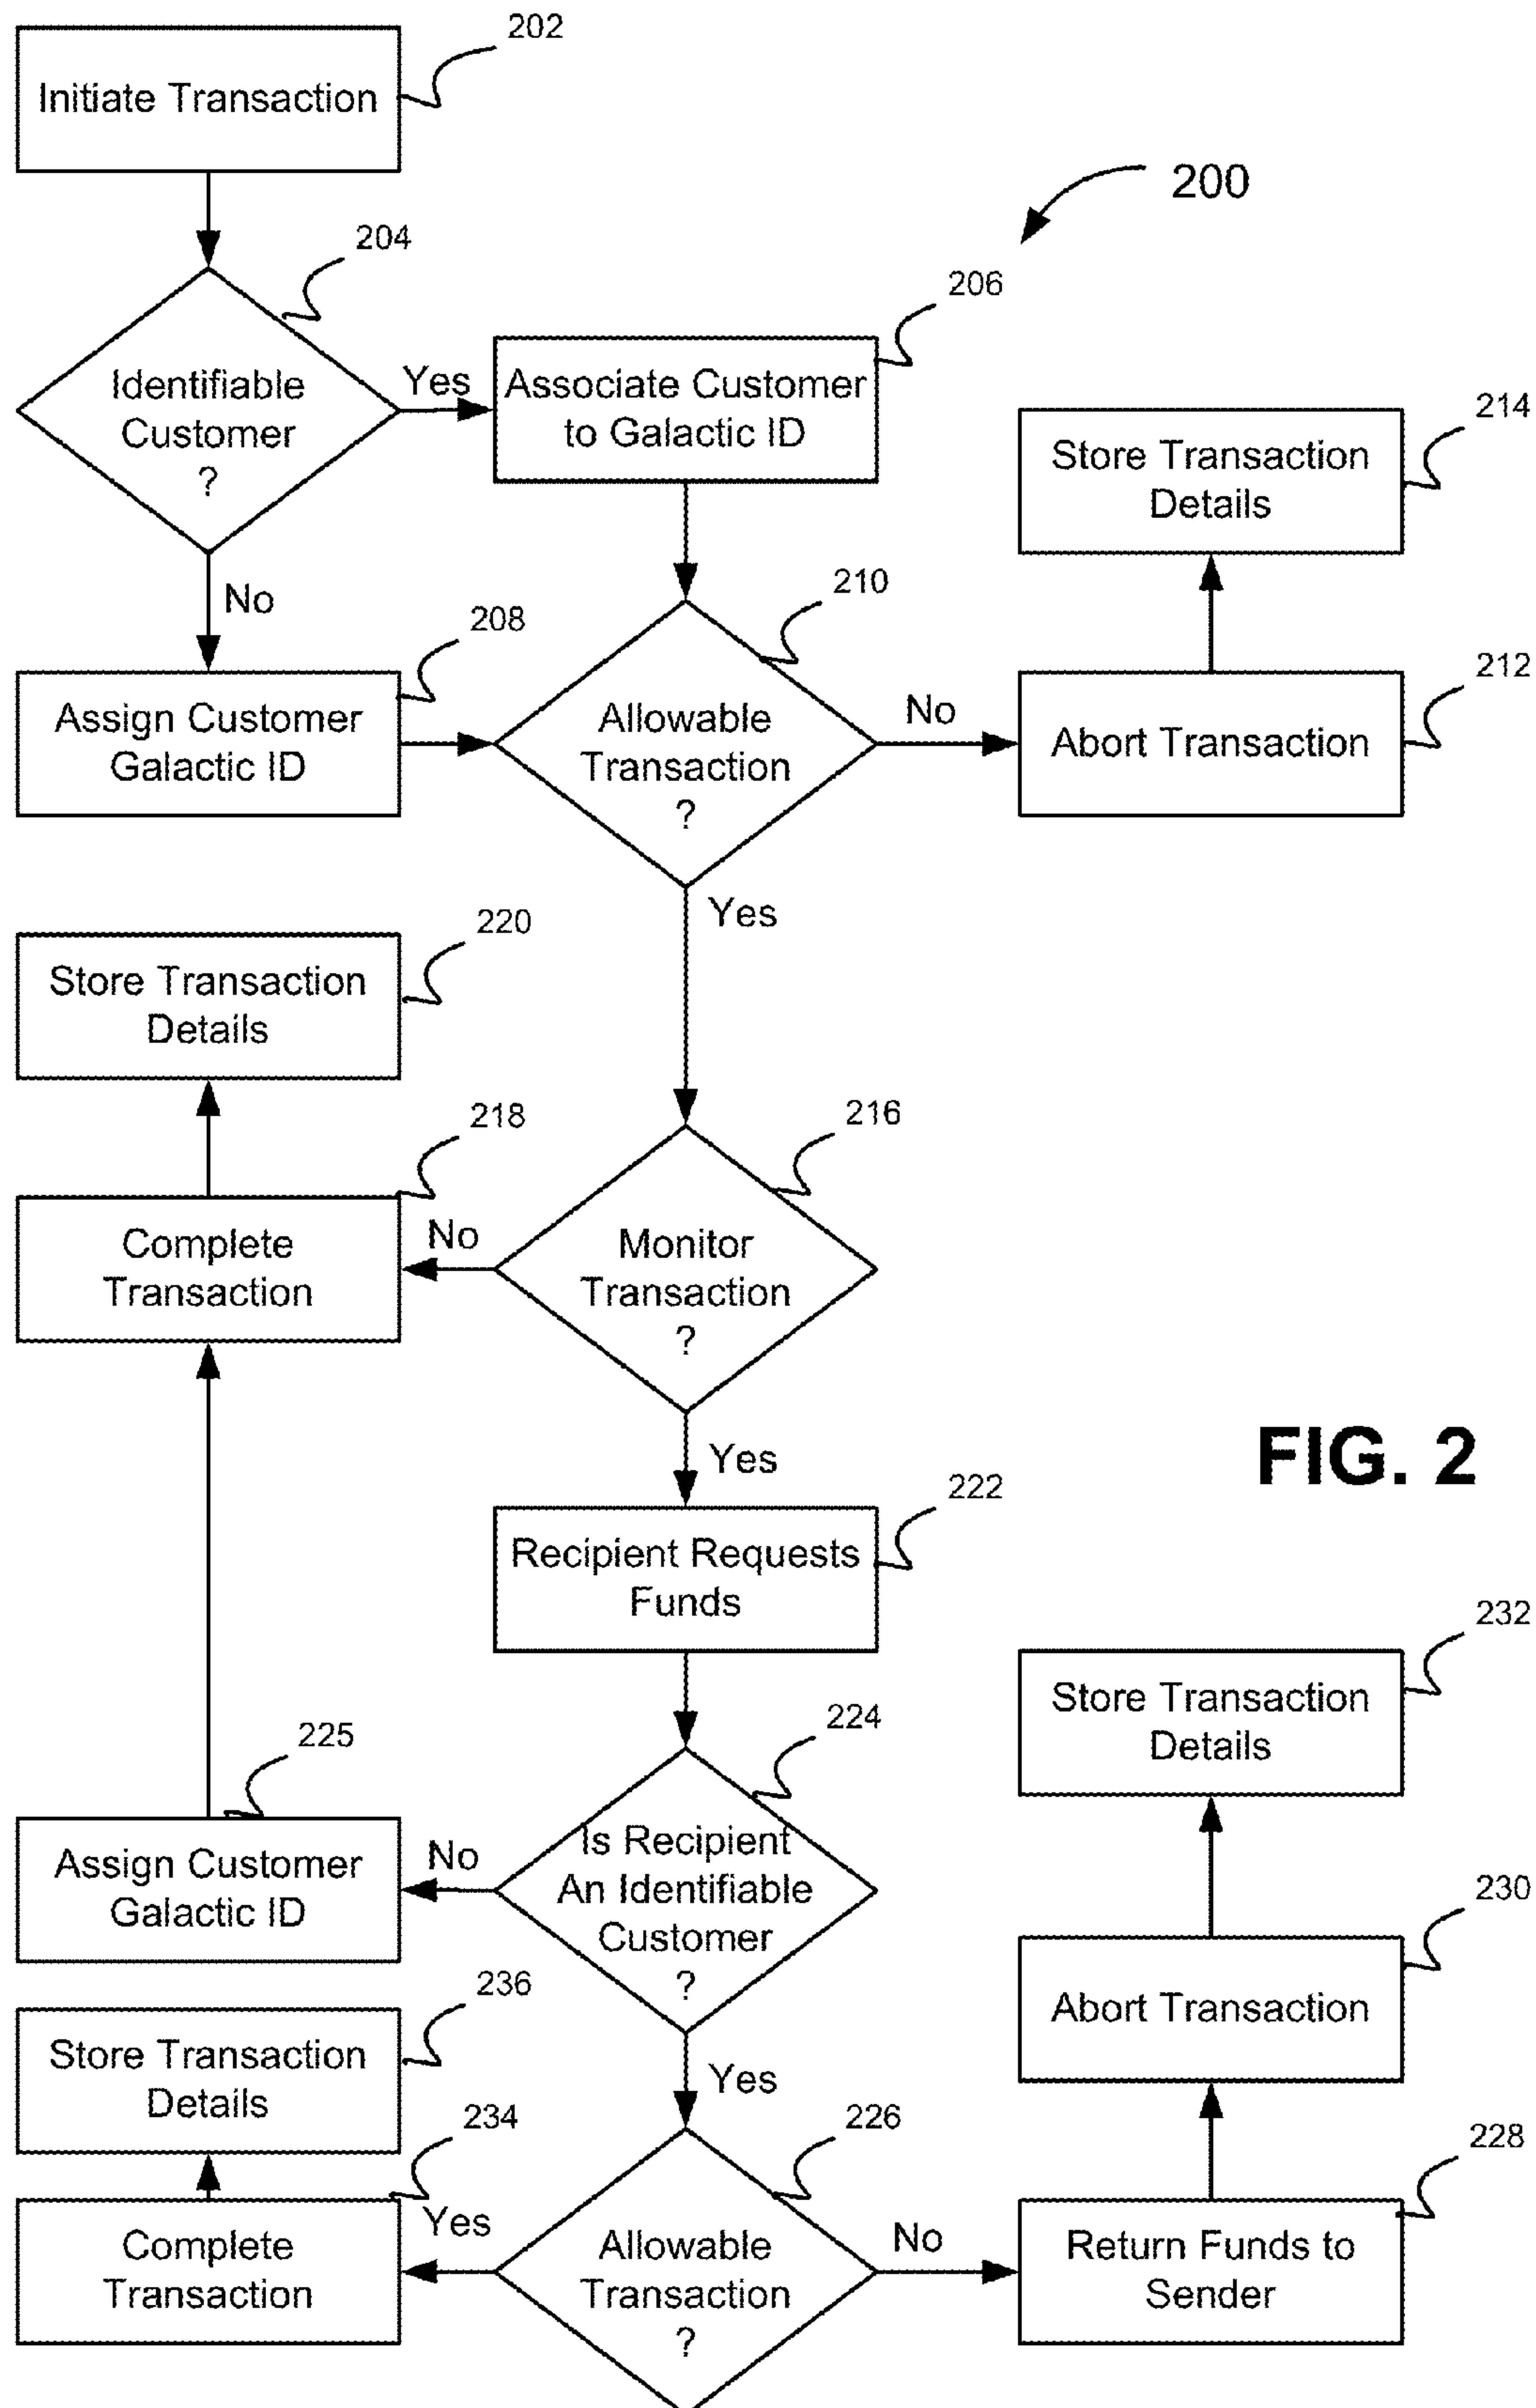 202
Initiate Transaction
200
204
206
Identifiable
Customer
?
Yes
Associate Customer
to Galactic ID
214
Store Transaction
Details
No
210
208
212
Assign Customer
Galactic ID
Allowable
Transaction
?
No
Abort Transaction
Yes
220
Store Transaction
Details
218
216
Complete
Transaction
No
Monitor
Transaction
?
FIG. 2
Yes
222
Recipient Requests
Funds
232
Store Transaction
Details
224
225
Assign Customer
Galactic ID
No
Is Recipient
An Identifiable
Customer
?
230
Abort Transaction
236
Store Transaction
Details
Yes
234
226
228
Complete
Transaction
Yes
Allowable
Transaction
?
No
Return Funds to
Sender